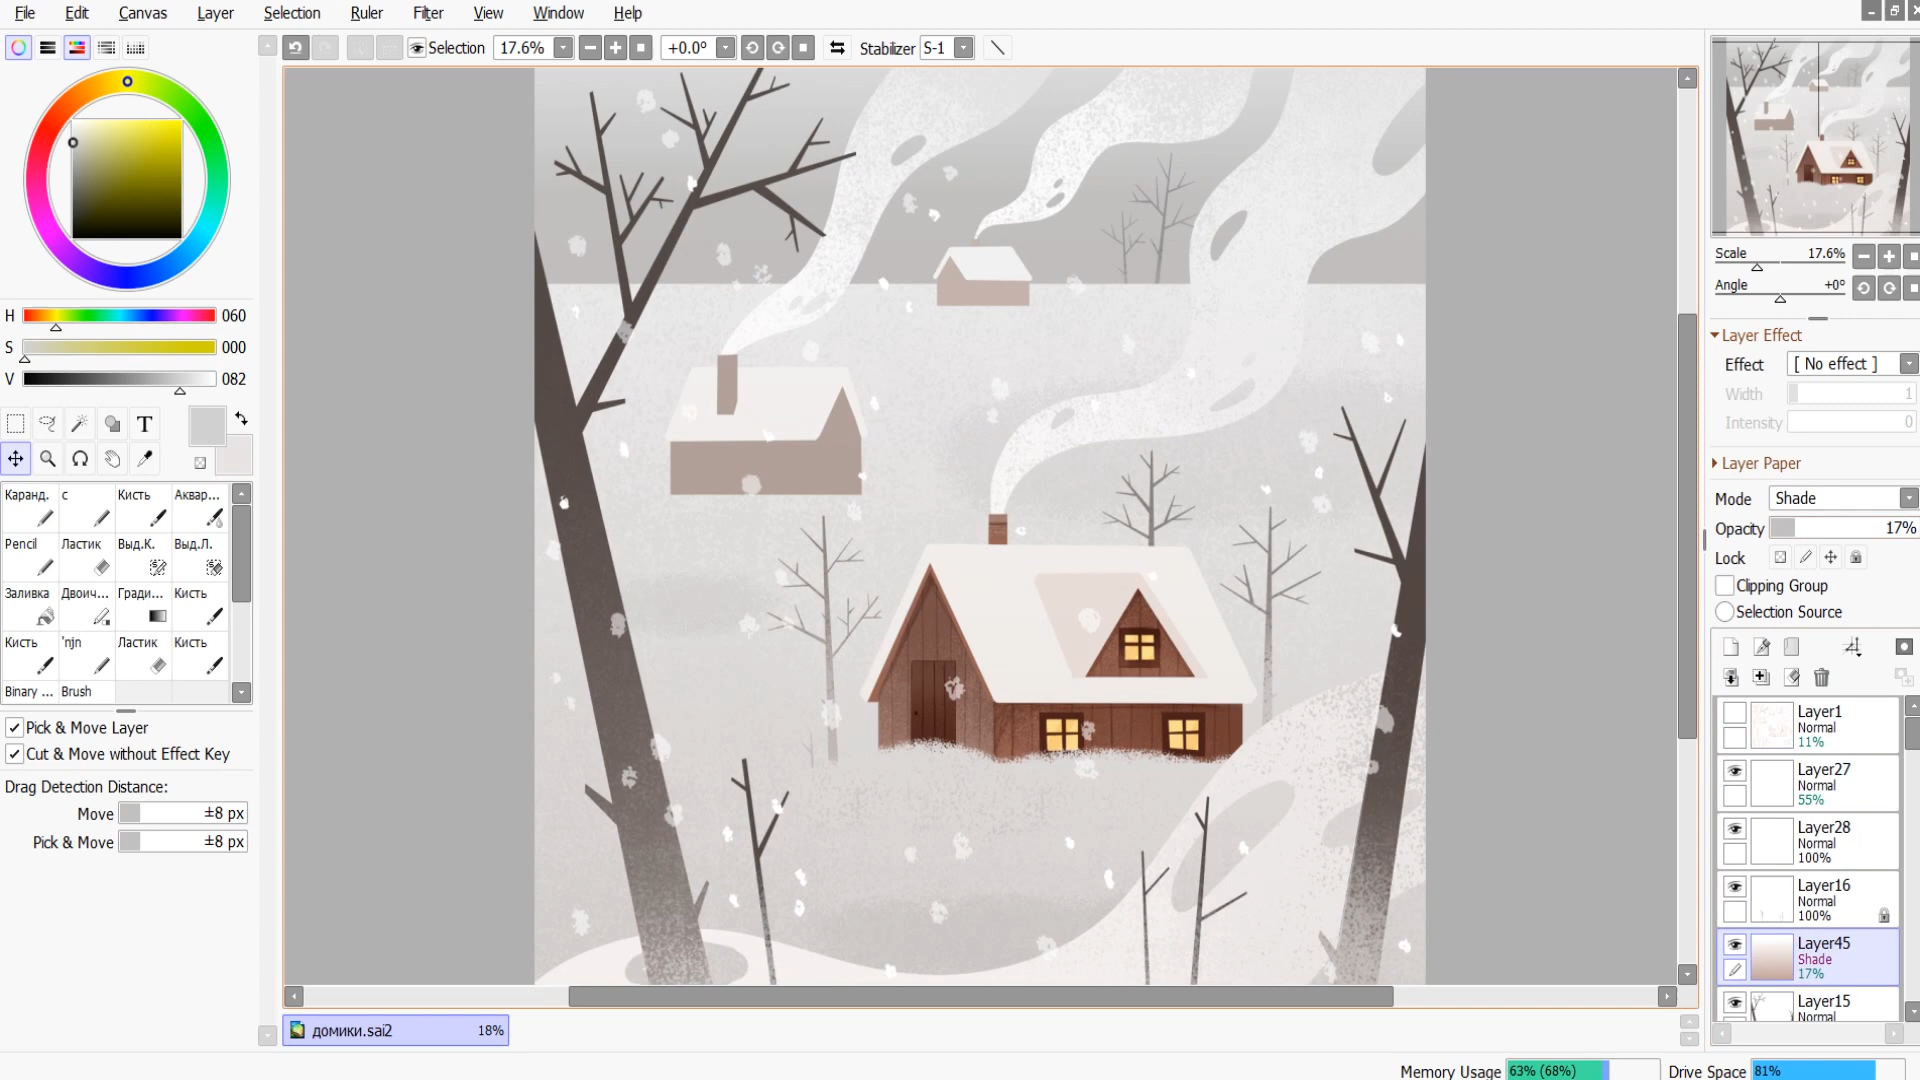 File Edit Canvas Layer Selection Ruler Filter View Window Help
Selection 17.6% +0.0° Stabilizer S-1
H 060
S 000
V 082
T
Каранд. с Кисть Аквар...
Pencil Ластик Выд.К. Выд.Л.
Заливка Двоич... Гради... Кисть
Кисть 'njn Ластик Кисть
Binary ... Brush
Pick & Move Layer
Cut & Move without Effect Key
Drag Detection Distance:
Move ±8 px
Pick & Move ±8 px
домики.sai2 18%
Scale 17.6%
Angle +0°
Layer Effect
Effect [ No effect ]
Width 1
Intensity 0
Layer Paper
Mode Shade
Opacity 17%
Lock
Clipping Group
Selection Source
Layer1
Normal
11%
Layer27
Normal
55%
Layer28
Normal
100%
Layer16
Normal
100%
Layer45
Shade
17%
Layer15
Normal
Memory Usage 63% (68%) Drive Space 81%